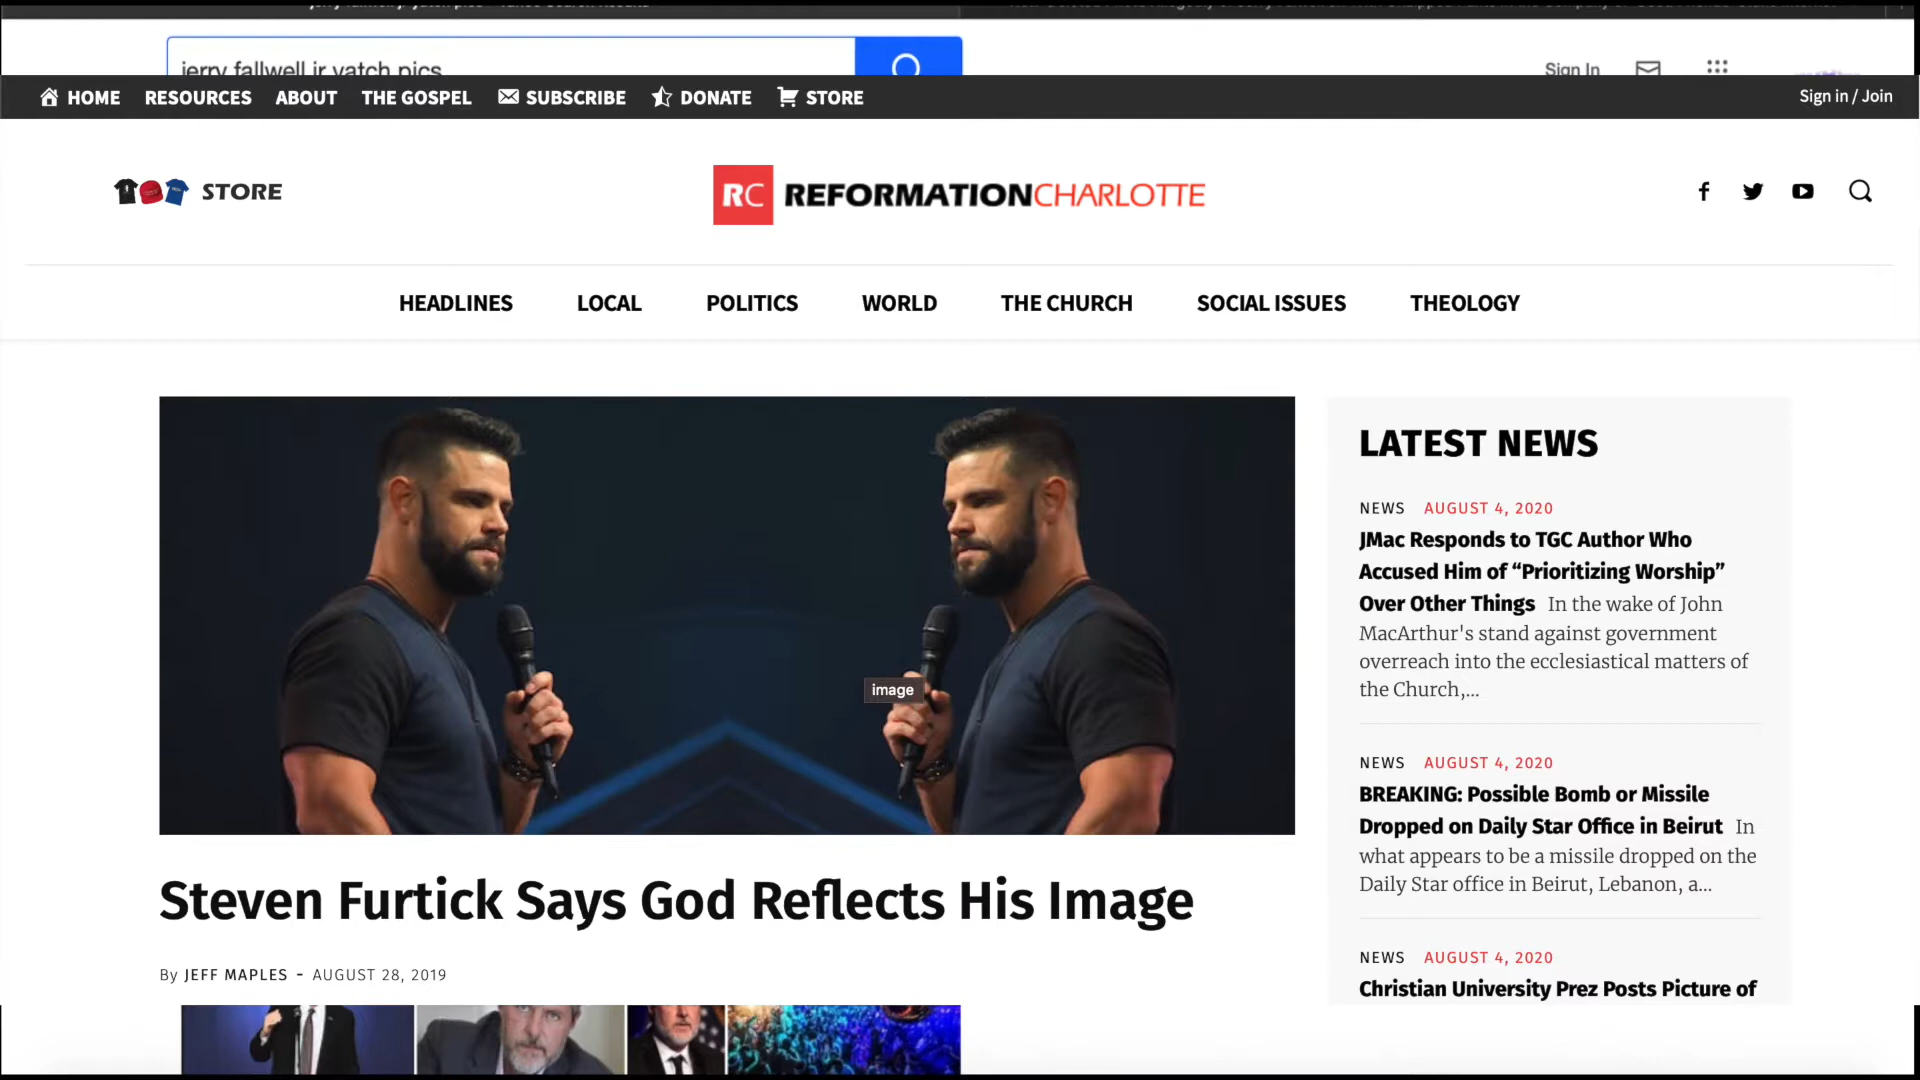 jerry fallwell jr yatch pics
Sign In
HOME RESOURCES ABOUT THE GOSPEL SUBSCRIBE DONATE STORE
Sign in / Join
STORE
RC REFORMATIONCHARLOTTE
HEADLINES LOCAL POLITICS WORLD THE CHURCH SOCIAL ISSUES THEOLOGY
image
Steven Furtick Says God Reflects His Image
By JEFF MAPLES - AUGUST 28, 2019
LATEST NEWS
NEWS AUGUST 4, 2020
JMac Responds to TGC Author Who
Accused Him of “Prioritizing Worship”
Over Other Things In the wake of John
MacArthur's stand against government
overreach into the ecclesiastical matters of
the Church,...
NEWS AUGUST 4, 2020
BREAKING: Possible Bomb or Missile
Dropped on Daily Star Office in Beirut In
what appears to be a missile dropped on the
Daily Star office in Beirut, Lebanon, a...
NEWS AUGUST 4, 2020
Christian University Prez Posts Picture of